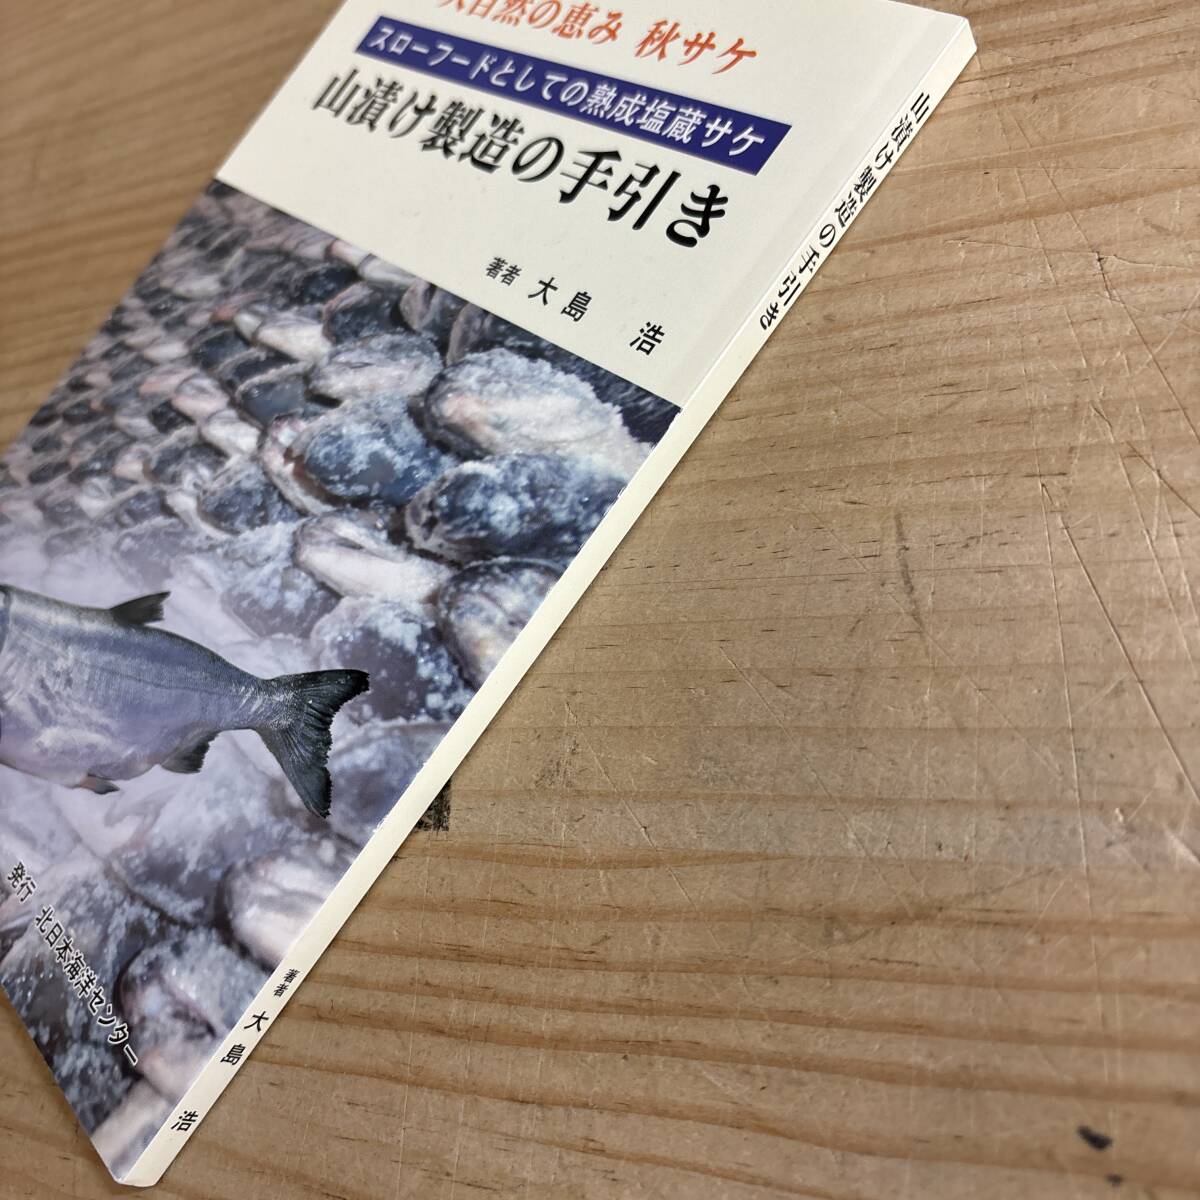 大自然の恵み 秋サケ
スローフードとしての熟成塩蔵サケ
山漬け製造の手引き
著者 大島 浩
発行 北日本海洋センター
山漬け製造の手引き
著者 大島 浩